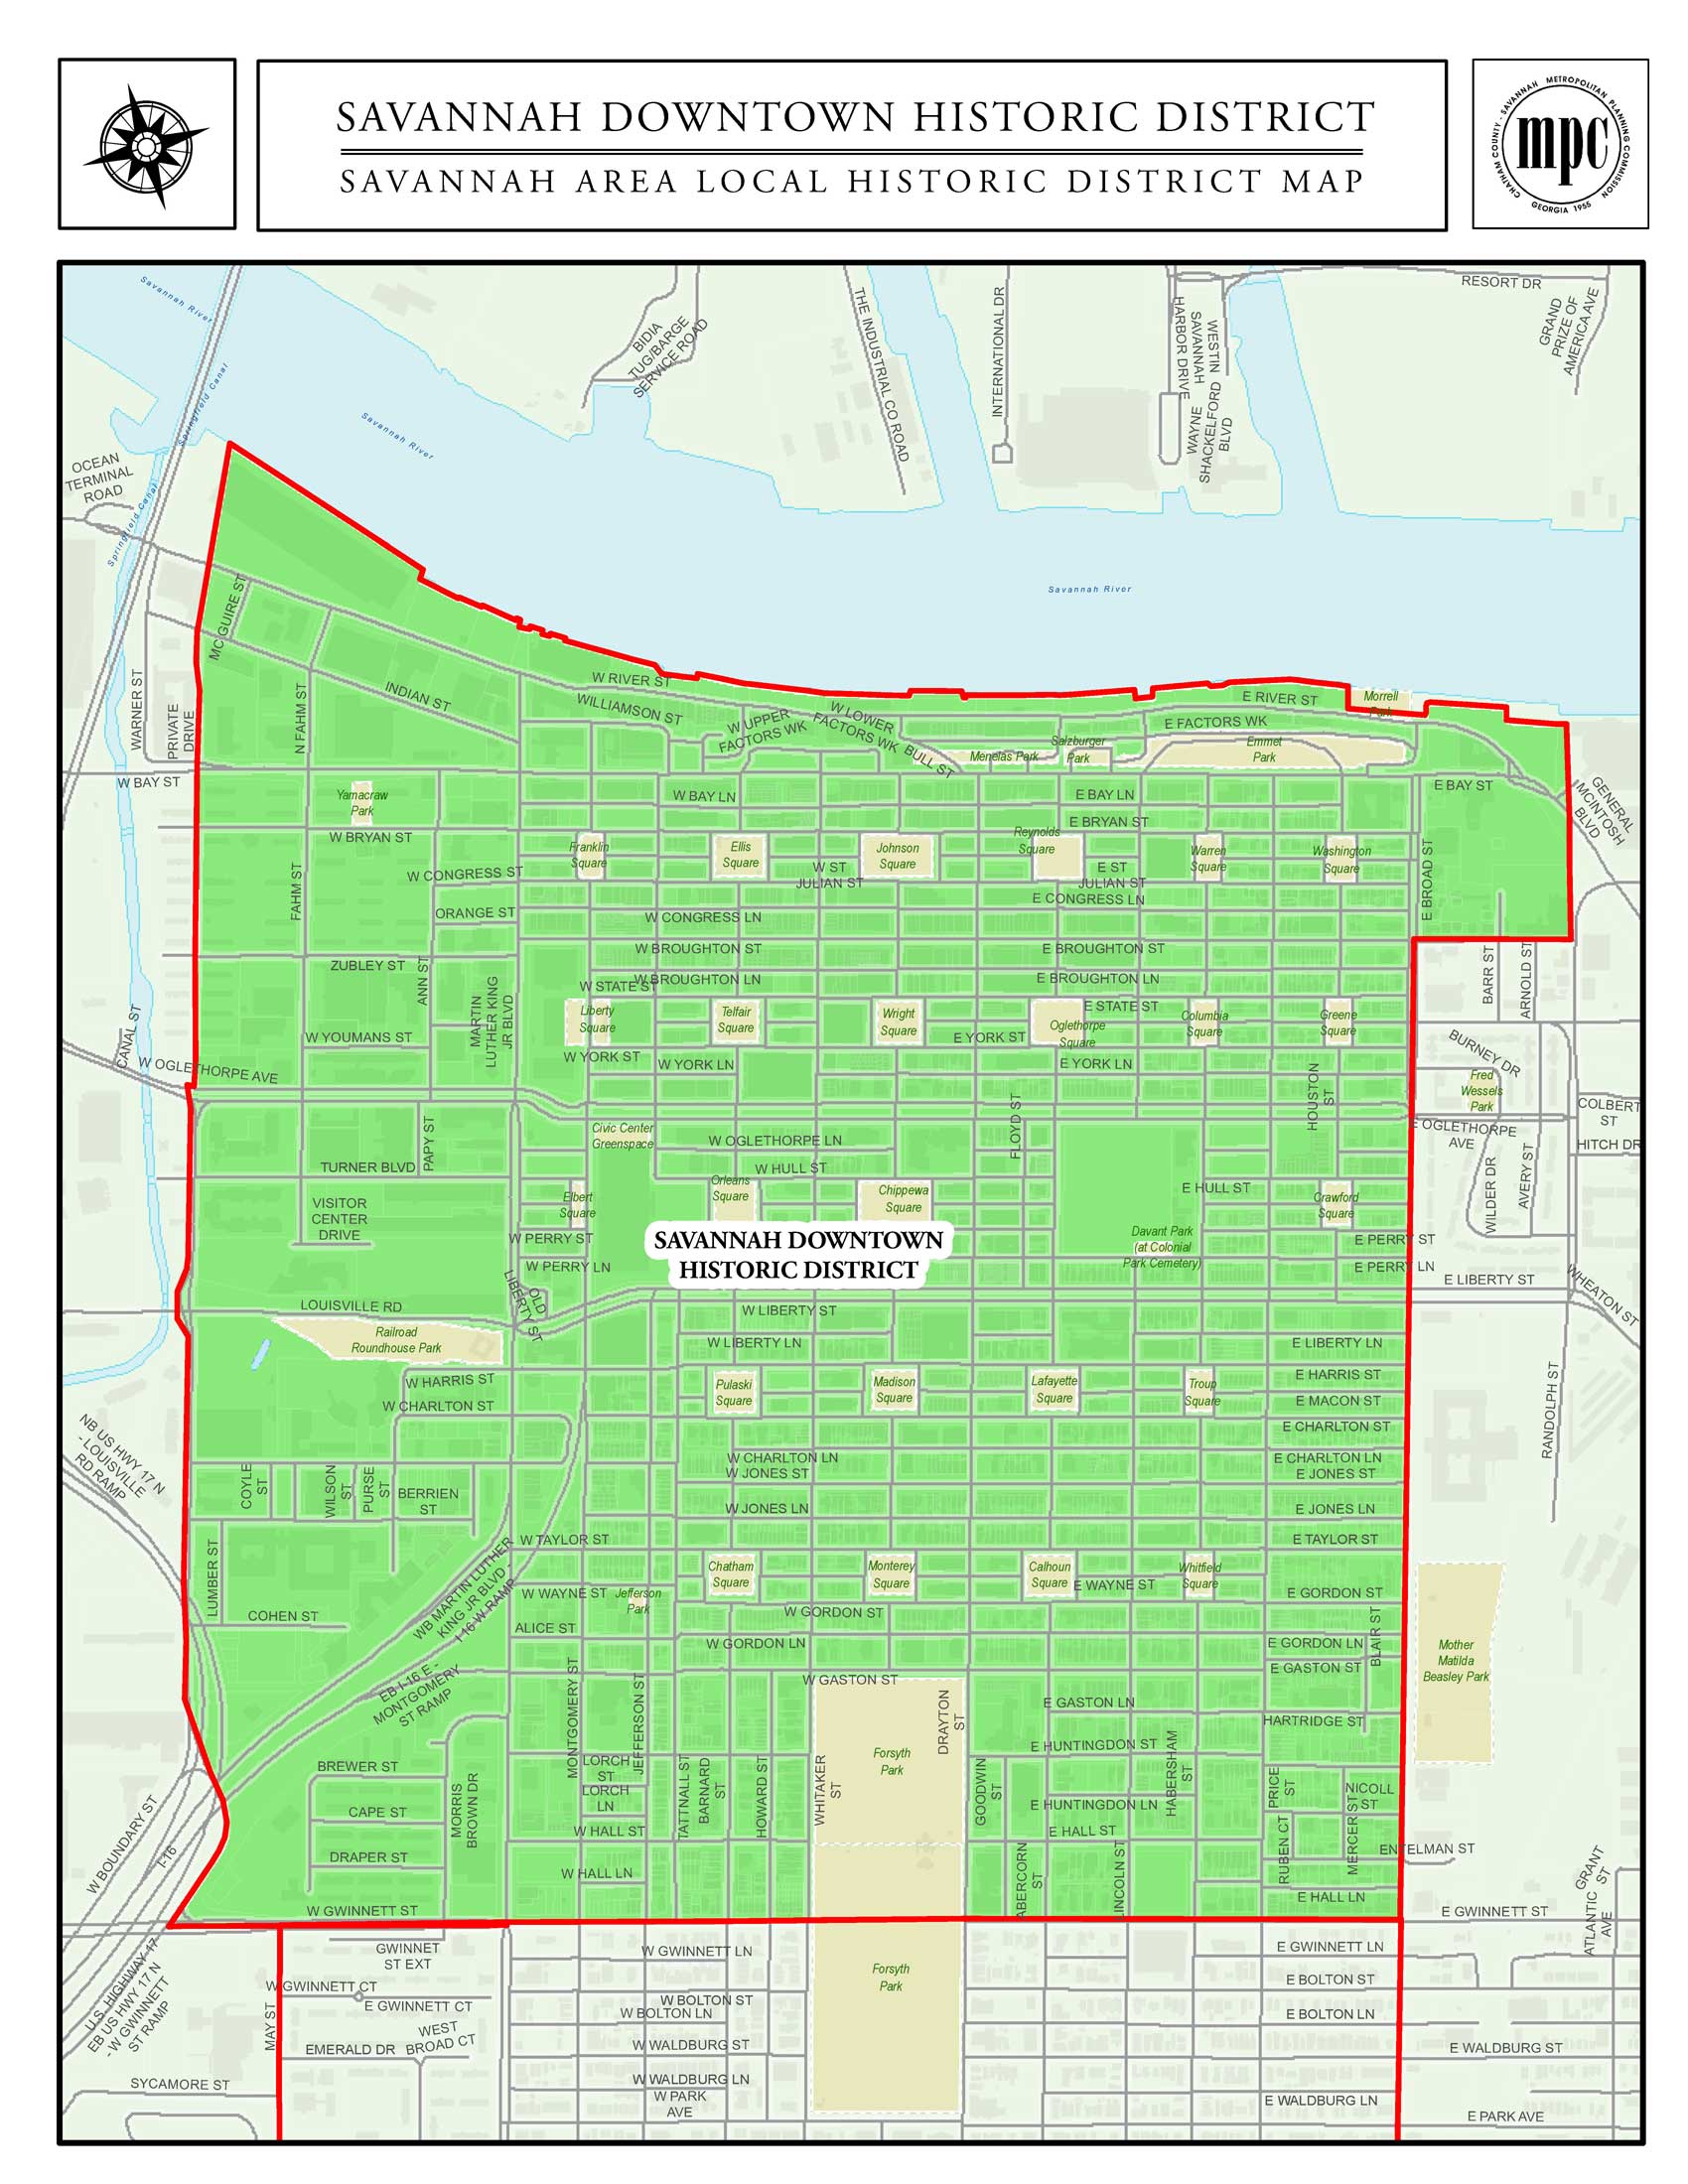 SAVANNAH DOWNTOWN HISTORIC DISTRICT
SAVANNAH AREA LOCAL HISTORIC DISTRICT MAP
CHATHAM COUNTY - SAVANNAH METROPOLITAN PLANNING COMMISSION
mpc
GEORGIA 1955
Savannah River
RESORT DR
GRAND
PRIZE OF
AMERICA AVE
BIDIA
TUG/BARGE
SERVICE ROAD
THE INDUSTRIAL CO ROAD
INTERNATIONAL DR
HARBOR DRIVE
WESTIN
SAVANNAH
WAYNE
SHACKELFORD
BLVD
Springfield Canal
Savannah River
OCEAN
TERMINAL
ROAD
Springfield Canal
Savannah River
MCGUIRE ST
WARNER ST
PRIVATE
DRIVE
N FAHM ST
INDIAN ST
W RIVER ST
WILLIAMSON ST
W UPPER
FACTORS WK
W LOWER
FACTORS WK
BULL ST
E RIVER ST
E FACTORS WK
Morrell
Park
Menelas Park
Salzburger
Park
Emmet
Park
W BAY ST
E BAY ST
GENERAL
MCINTOSH
BLVD
Yamacraw
Park
W BAY LN
E BAY LN
W BRYAN ST
E BRYAN ST
Franklin
Square
Ellis
Square
Johnson
Square
Reynolds
Square
Warren
Square
Washington
Square
W ST
JULIAN ST
E ST
JULIAN ST
FAHM ST
W CONGRESS ST
E BROAD ST
E CONGRESS LN
ORANGE ST
W CONGRESS LN
W BROUGHTON ST
E BROUGHTON ST
ZUBLEY ST
ANN ST
W BROUGHTON LN
E BROUGHTON LN
W STATE ST
E STATE ST
BARR ST
ARNOLD ST
MARTIN
LUTHER KING
JR BLVD
Liberty
Square
Telfair
Square
Wright
Square
Oglethorpe
Square
Columbia
Square
Greene
Square
CANAL ST
W YOUMANS ST
E YORK ST
W YORK ST
W YORK LN
E YORK LN
BURNEY DR
W OGLETHORPE AVE
Fred
Wessels
Park
HOUSTON
ST
FLOYD ST
COLBERT
ST
E OGLETHORPE
AVE
HITCH DR
PAPY ST
Civic Center
Greenspace
W OGLETHORPE LN
W HULL ST
TURNER BLVD
WILDER DR
AVERY ST
VISITOR
CENTER
DRIVE
Elbert
Square
Orleans
Square
Chippewa
Square
E HULL ST
Crawford
Square
W PERRY ST
SAVANNAH DOWNTOWN
HISTORIC DISTRICT
Davant Park
(at Colonial
Park Cemetery)
E PERRY ST
W PERRY LN
E PERRY LN
E LIBERTY ST
WHEATON ST
OLD
LIBERTY ST
LOUISVILLE RD
W LIBERTY ST
Railroad
Roundhouse Park
W LIBERTY LN
E LIBERTY LN
W HARRIS ST
E HARRIS ST
Pulaski
Square
Madison
Square
Lafayette
Square
Troup
Square
W CHARLTON ST
E MACON ST
RANDOLPH ST
E CHARLTON ST
NB US HWY 17 N
- LOUISVILLE
RD RAMP
W CHARLTON LN
E CHARLTON LN
W JONES ST
E JONES ST
COYLE
ST
WILSON
ST
PURSE
ST
BERRIEN
ST
W JONES LN
E JONES LN
W TAYLOR ST
E TAYLOR ST
LUMBER ST
WB MARTIN LUTHER
KING JR BLVD -
I-16 W RAMP
Chatham
Square
Monterey
Square
Calhoun
Square
Whitfield
Square
W WAYNE ST
Jefferson
Park
E WAYNE ST
E GORDON ST
COHEN ST
W GORDON ST
ALICE ST
W GORDON LN
E GORDON LN
BLAIR ST
Mother
Matilda
Beasley Park
E GASTON ST
EB I-16 E -
MONTGOMERY
ST RAMP
W GASTON ST
E GASTON LN
MONTGOMERY ST
JEFFERSON ST
DRAYTON
ST
HARTRIDGE ST
E HUNTINGDON ST
Forsyth
Park
BREWER ST
LORCH
ST
TATTNALL ST
BARNARD
ST
HOWARD ST
WHITAKER
ST
GOODWIN
ST
HABERSHAM
ST
PRICE
ST
NICOLL
ST
LORCH
LN
CAPE ST
MORRIS
BROWN DR
E HUNTINGDON LN
W HALL ST
E HALL ST
RUBEN CT
MERCER ST
ENTELMAN ST
W BOUNDARY ST
I-16
DRAPER ST
W HALL LN
ABERCORN
ST
LINCOLN ST
E HALL LN
GRANT
ST
W GWINNETT ST
E GWINNETT ST
ATLANTIC
AVE
GWINNET
ST EXT
W GWINNETT LN
E GWINNETT LN
U.S. HIGHWAY 17
EB US HWY 17 N
- W GWINNETT
ST RAMP
W GWINNETT CT
Forsyth
Park
E BOLTON ST
E GWINNETT CT
W BOLTON ST
W BOLTON LN
E BOLTON LN
MAY ST
WEST
BROAD CT
EMERALD DR
W WALDBURG ST
E WALDBURG ST
SYCAMORE ST
W WALDBURG LN
E WALDBURG LN
W PARK
AVE
E PARK AVE